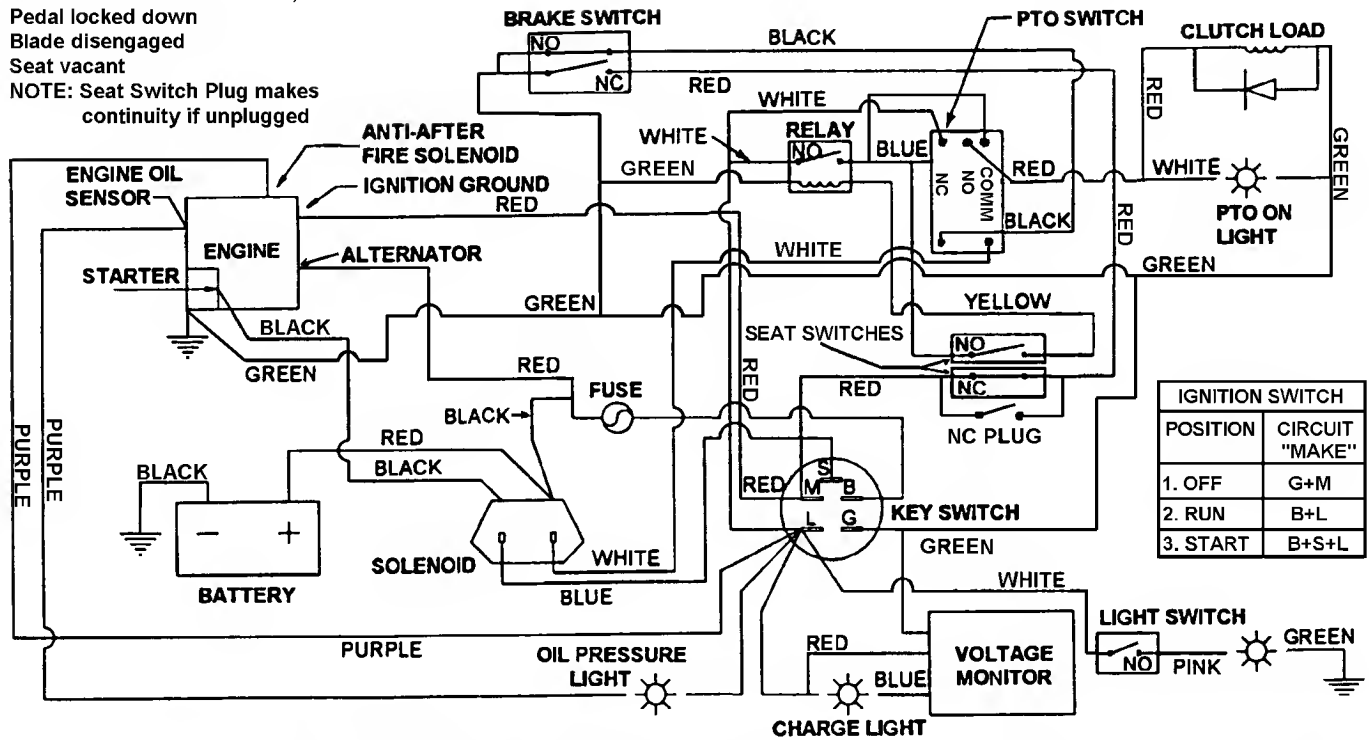 Pedal locked down
Blade disengaged
Seat vacant
NOTE: Seat Switch Plug makes
continuity if unplugged
BRAKE SWITCH
NO
NC
BLACK
RED
PTO SWITCH
CLUTCH LOAD
RED
GREEN
WHITE
PTO ON
LIGHT
WHITE
WHITE
RELAY
NO
GREEN
BLUE
COMM
NO
NC
RED
BLACK
RED
ANTI-AFTER
FIRE SOLENOID
IGNITION GROUND
ENGINE OIL
SENSOR
RED
ENGINE
ALTERNATOR
STARTER
WHITE
GREEN
GREEN
BLACK
YELLOW
SEAT SWITCHES
NO
NC
NC PLUG
RED
GREEN
RED
FUSE
RED
BLACK
PURPLE
PURPLE
RED
BLACK
BLACK
BATTERY
- +
SOLENOID
WHITE
BLUE
RED
S
M B
L G
KEY SWITCH
GREEN
IGNITION SWITCH
POSITION CIRCUIT
"MAKE"
1. OFF G+M
2. RUN B+L
3. START B+S+L
WHITE
LIGHT SWITCH
NO
PINK
GREEN
PURPLE
OIL PRESSURE
LIGHT
RED
BLUE
VOLTAGE
MONITOR
CHARGE LIGHT